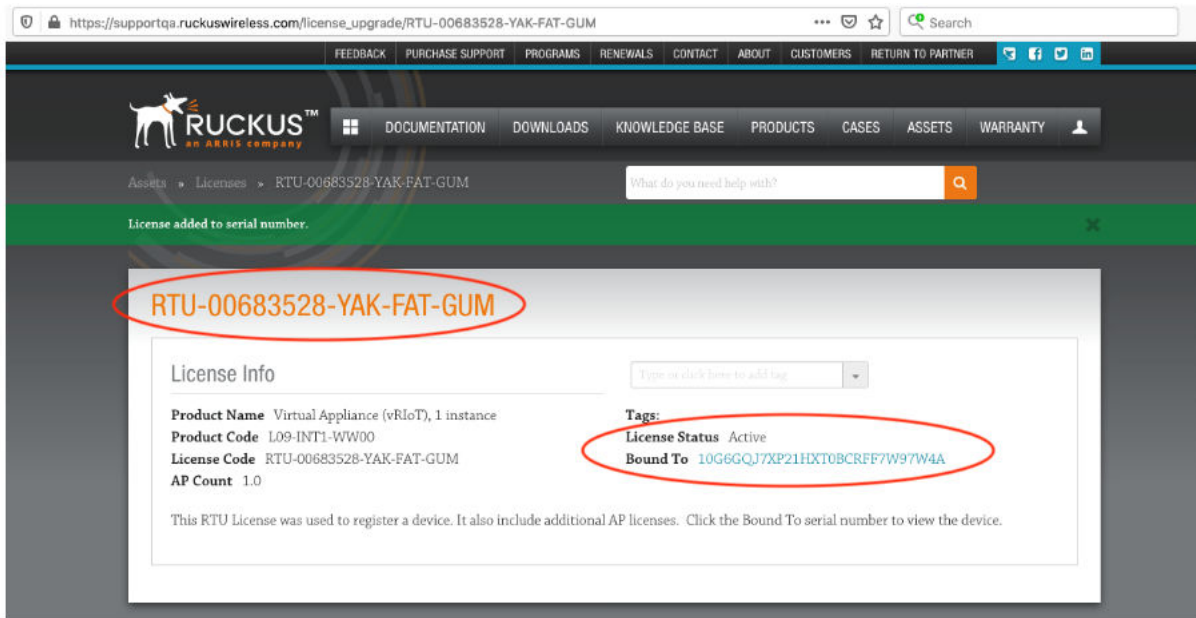 https://supportqa.ruckuswireless.com/license_upgrade/RTU-00683528-YAK-FAT-GUM
Search
FEEDBACK PURCHASE SUPPORT PROGRAMS RENEWALS CONTACT ABOUT CUSTOMERS RETURN TO PARTNER
RUCKUS™
an ARRIS company
DOCUMENTATION DOWNLOADS KNOWLEDGE BASE PRODUCTS CASES ASSETS WARRANTY
Assets » Licenses » RTU-00683528-YAK-FAT-GUM
What do you need help with?
License added to serial number.
RTU-00683528-YAK-FAT-GUM
License Info
Type or click here to add tag
Product Name Virtual Appliance (vRIoT), 1 instance
Tags:
Product Code L09-INT1-WW00
License Status Active
License Code RTU-00683528-YAK-FAT-GUM
Bound To 10G6GQJ7XP21HXT0BCRFF7W97W4A
AP Count 1.0
This RTU License was used to register a device. It also include additional AP licenses. Click the Bound To serial number to view the device.